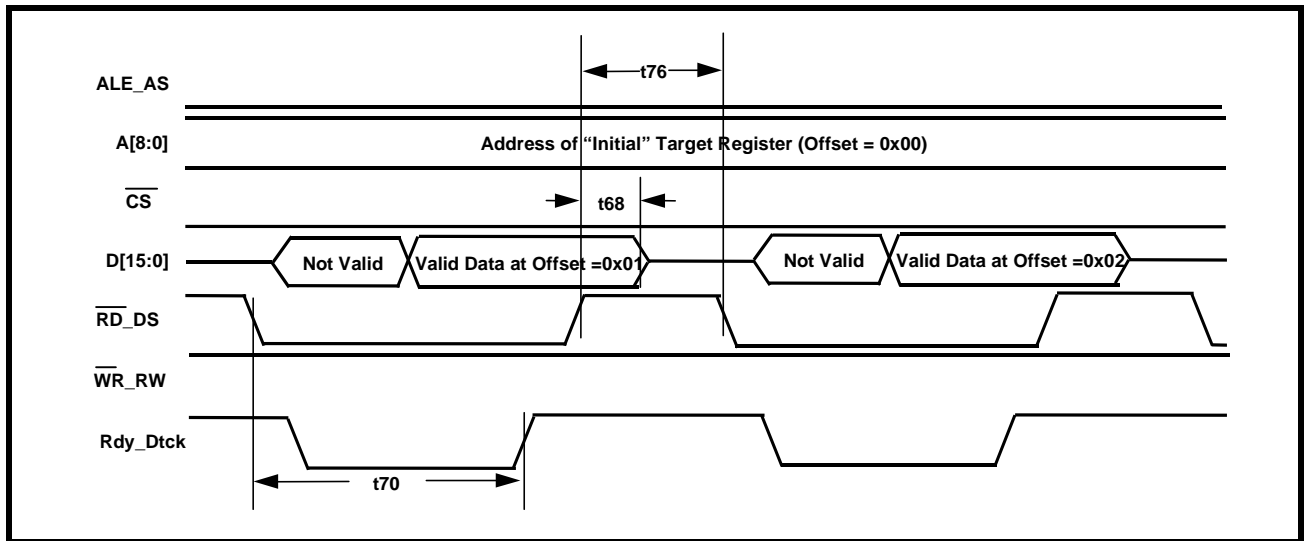 t76
ALE_AS
A[8:0] Address of “Initial” Target Register (Offset = 0x00)
CS
t68
D[15:0] Not Valid Valid Data at Offset =0x01 Not Valid Valid Data at Offset =0x02
RD_DS
WR_RW
Rdy_Dtck
t70